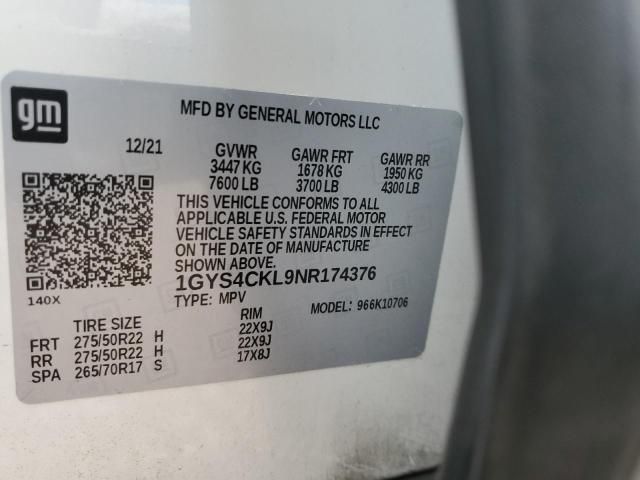 gm
MFD BY GENERAL MOTORS LLC
12/21 GVWR GAWR FRT GAWR RR
3447 KG 1678 KG 1950 KG
7600 LB 3700 LB 4300 LB
THIS VEHICLE CONFORMS TO ALL
APPLICABLE U.S. FEDERAL MOTOR
VEHICLE SAFETY STANDARDS IN EFFECT
ON THE DATE OF MANUFACTURE
SHOWN ABOVE.
1GYS4CKL9NR174376
140X TYPE: MPV MODEL: 966K10706
TIRE SIZE RIM
FRT 275/50R22 H 22X9J
RR 275/50R22 H 22X9J
SPA 265/70R17 S 17X8J